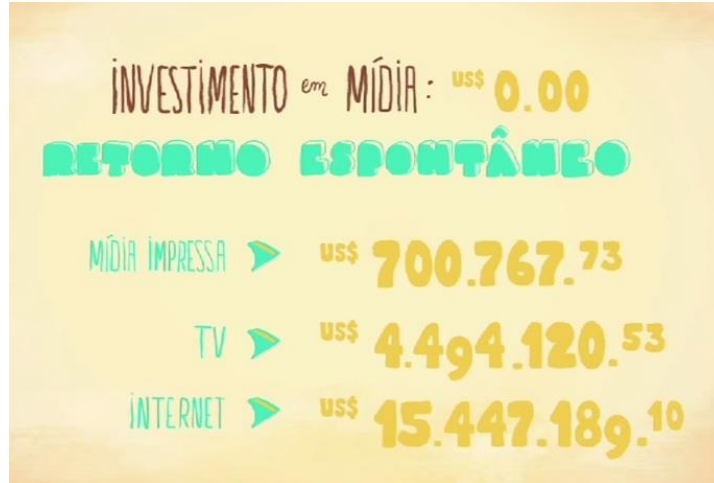 INVESTIMENTO em MÍDIA: US$ 0.00
RETORNO ESPONTÂNEO
MÍDIA IMPRESSA US$ 700.767.73
TV US$ 4.494.120.53
INTERNET US$ 15.447.189.10